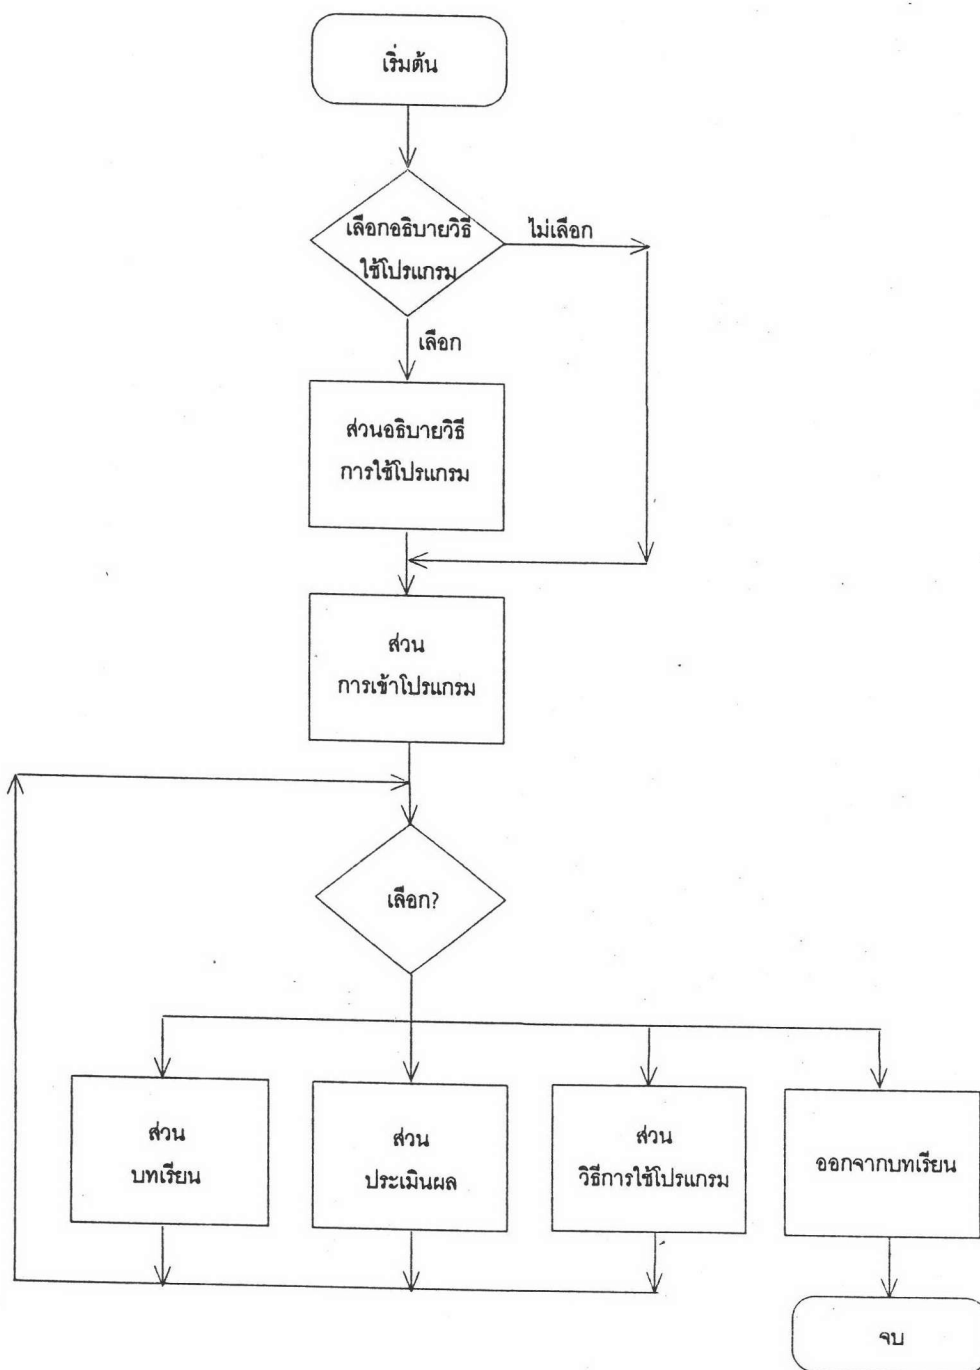 เริ่มต้น
เลือกอธิบายวิธี
ใช้โปรแกรม
ไม่เลือก
เลือก
ส่วนอธิบายวิธี
การใช้โปรแกรม
ส่วน
การเข้าโปรแกรม
เลือก?
ส่วน
บทเรียน
ส่วน
ประเมินผล
ส่วน
วิธีการใช้โปรแกรม
ออกจากบทเรียน
จบ